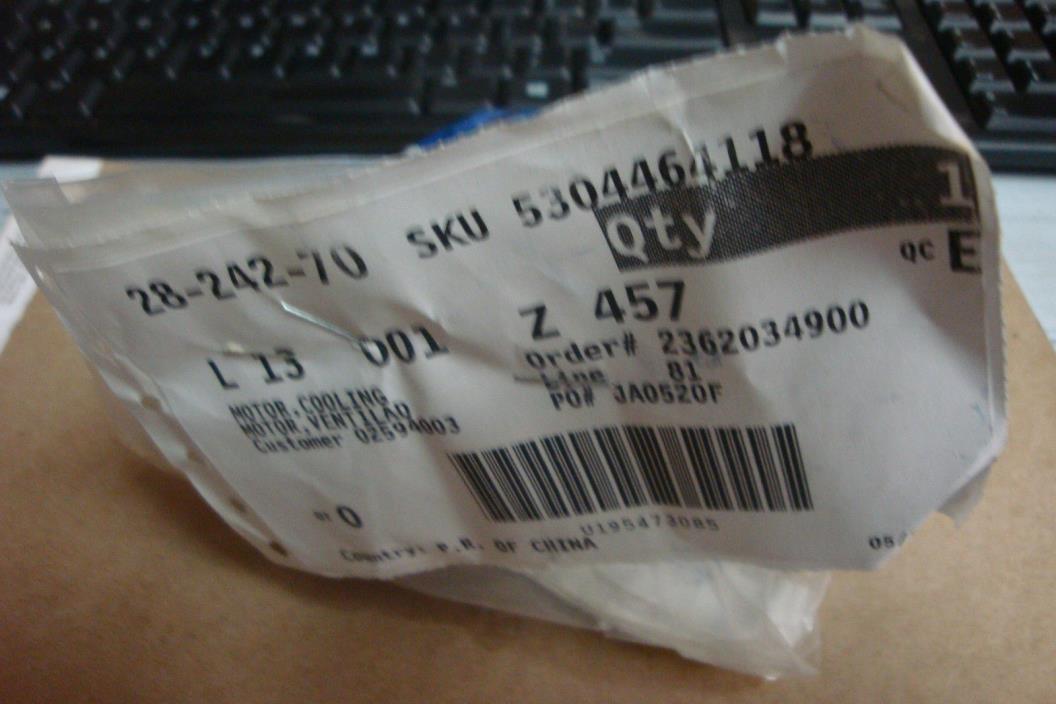 28-242-70 SKU 5304464118
Qty 1
QC E
L 13 001 Z 457
Order# 2362034900
Line 81
PO# JA0520F
MOTOR,COOLING
MOTOR,VENTILAD
Customer 02594003
U195473085
0
Country: P.R. OF CHINA
05/